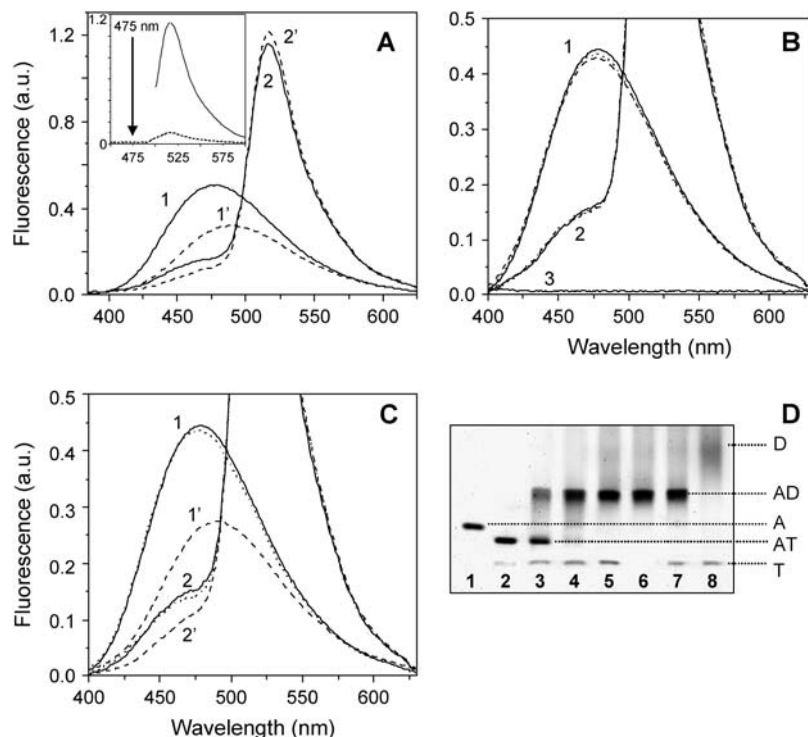 1.2
475 nm
0
475 525 575
A
2'
2
1
1'
1.2
0.8
0.4
0.0
Fluorescence (a.u.)
400 450 500 550 600
B
1
2
3
0.5
0.4
0.3
0.2
0.1
0.0
Fluorescence (a.u.)
400 450 500 550 600
Wavelength (nm)
C
1
1'
2
2'
0.5
0.4
0.3
0.2
0.1
0.0
Fluorescence (a.u.)
400 450 500 550 600
Wavelength (nm)
D
D
AD
A
AT
T
1 2 3 4 5 6 7 8